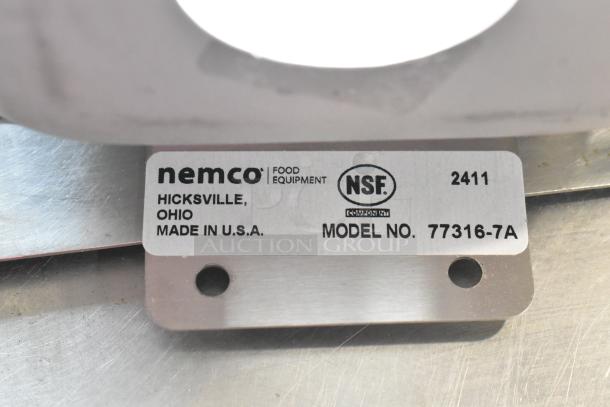 nemco FOOD EQUIPMENT
HICKSVILLE,
OHIO
MADE IN U.S.A.
NSF
COMPONENT
2411
MODEL NO. 77316-7A
AUCTION GROUP